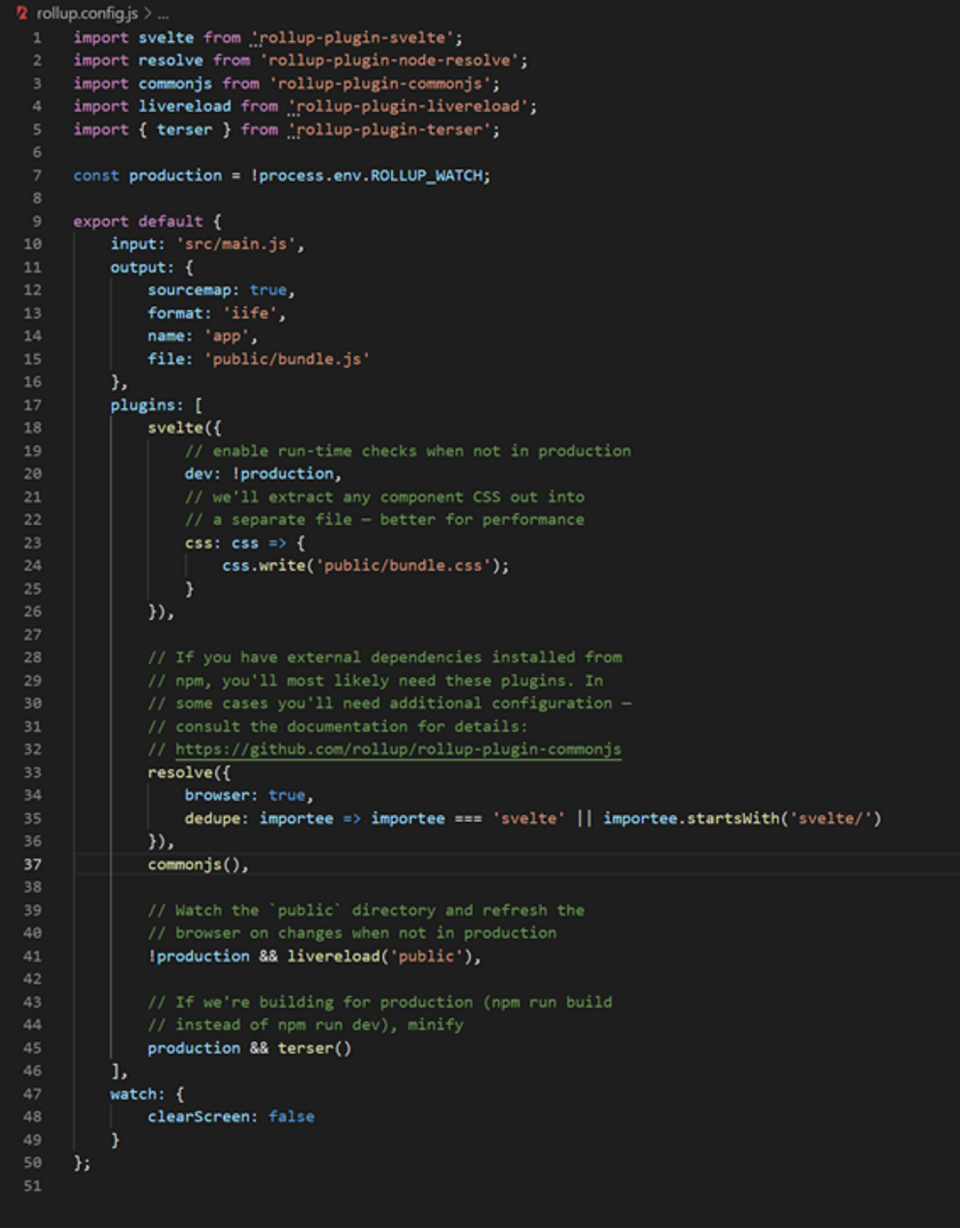 rollup.config.js > ...
1 import svelte from 'rollup-plugin-svelte';
2 import resolve from 'rollup-plugin-node-resolve';
3 import commonjs from 'rollup-plugin-commonjs';
4 import livereload from 'rollup-plugin-livereload';
5 import { terser } from 'rollup-plugin-terser';
6
7 const production = !process.env.ROLLUP_WATCH;
8
9 export default {
10     input: 'src/main.js',
11     output: {
12         sourcemap: true,
13         format: 'iife',
14         name: 'app',
15         file: 'public/bundle.js'
16     },
17     plugins: [
18         svelte({
19             // enable run-time checks when not in production
20             dev: !production,
21             // we'll extract any component CSS out into
22             // a separate file — better for performance
23             css: css => {
24                 css.write('public/bundle.css');
25             }
26         }),
27
28         // If you have external dependencies installed from
29         // npm, you'll most likely need these plugins. In
30         // some cases you'll need additional configuration —
31         // consult the documentation for details:
32         // https://github.com/rollup/rollup-plugin-commonjs
33         resolve({
34             browser: true,
35             dedupe: importee => importee === 'svelte' || importee.startsWith('svelte/')
36         }),
37         commonjs(),
38
39         // Watch the `public` directory and refresh the
40         // browser on changes when not in production
41         !production && livereload('public'),
42
43         // If we're building for production (npm run build
44         // instead of npm run dev), minify
45         production && terser()
46     ],
47     watch: {
48         clearScreen: false
49     }
50 };
51